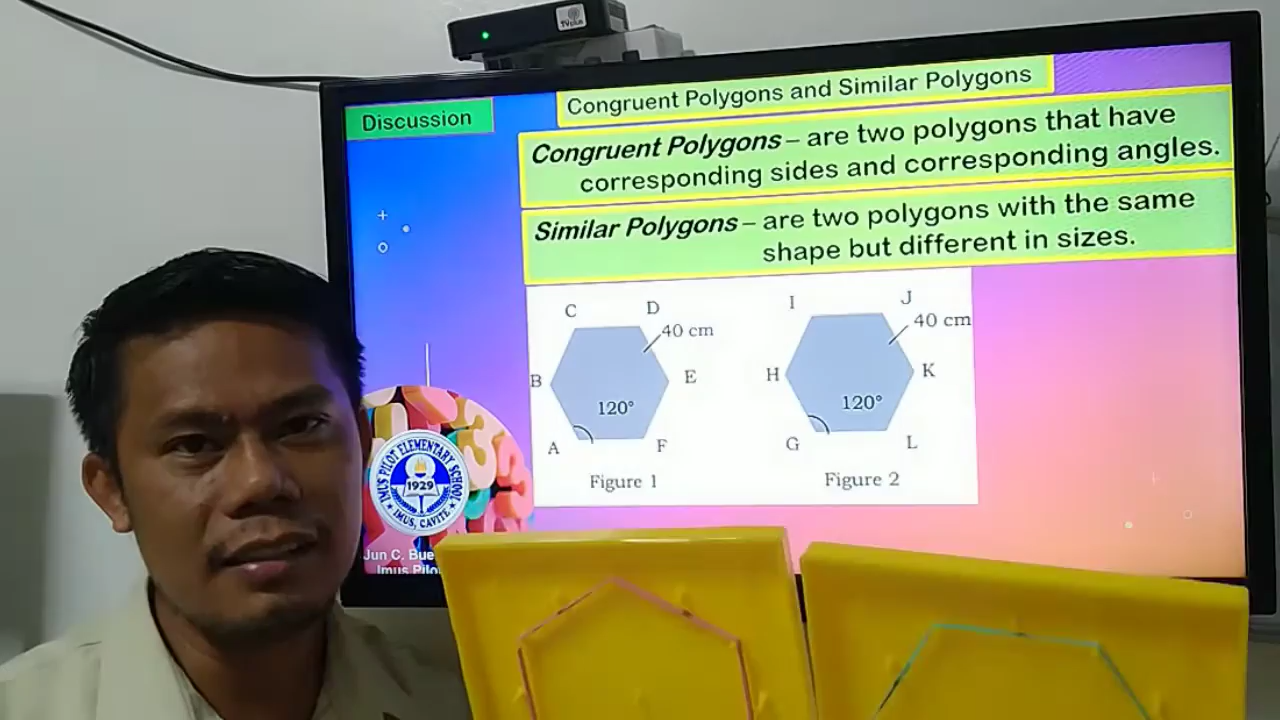 TVplus
Discussion
Congruent Polygons and Similar Polygons
Congruent Polygons – are two polygons that have
corresponding sides and corresponding angles.
Similar Polygons – are two polygons with the same
shape but different in sizes.
C
D
40 cm
B
E
120°
A
F
Figure 1
I
J
40 cm
H
K
120°
G
L
Figure 2
IMUS PILOT ELEMENTARY SCHOOL
1929
IMUS, CAVITE
Jun C.
Imus